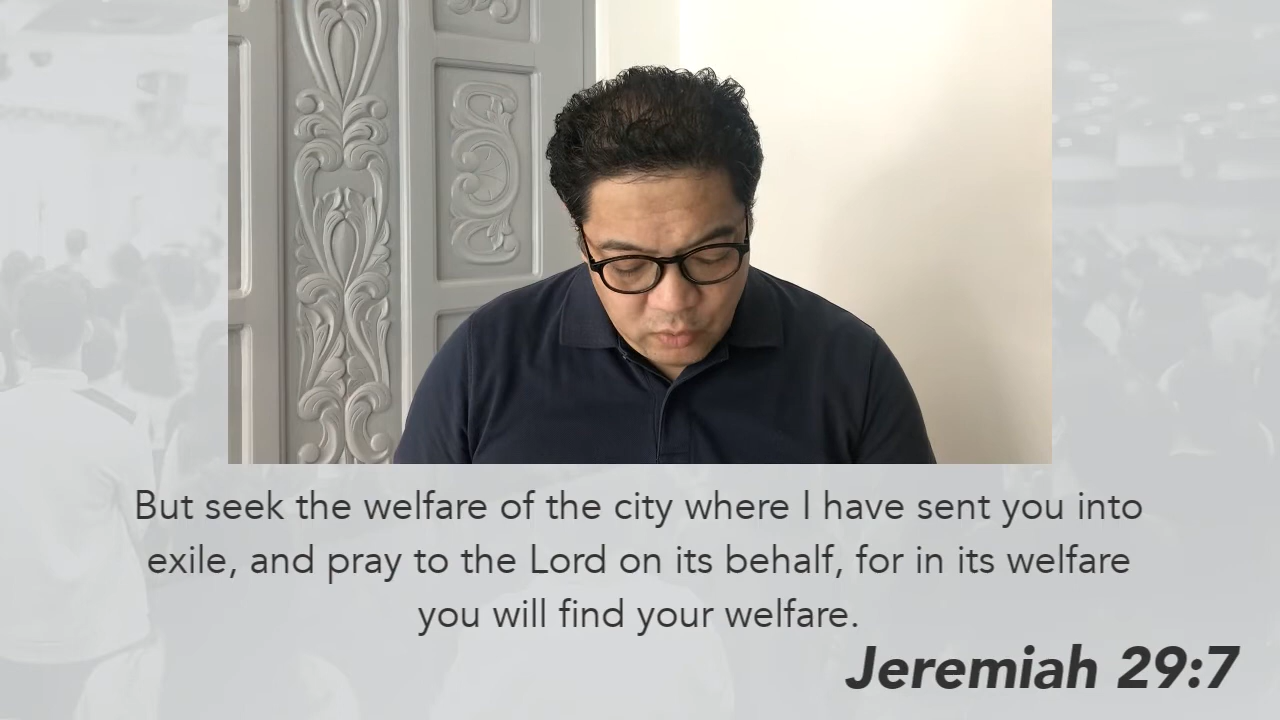 But seek the welfare of the city where I have sent you into
exile, and pray to the Lord on its behalf, for in its welfare
you will find your welfare.
Jeremiah 29:7